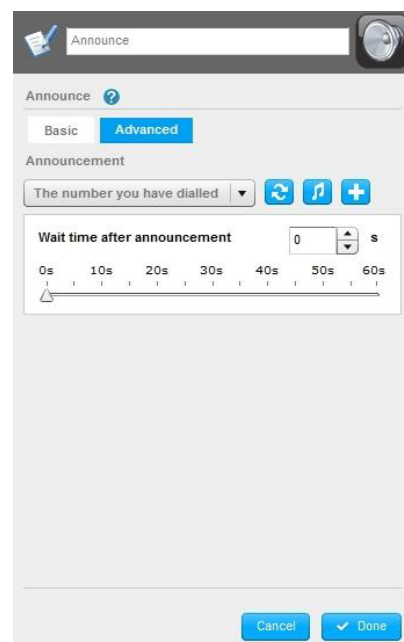 Announce
Announce ?
Basic Advanced
Announcement
The number you have dialled
Wait time after announcement 0 s
0s 10s 20s 30s 40s 50s 60s
Cancel Done